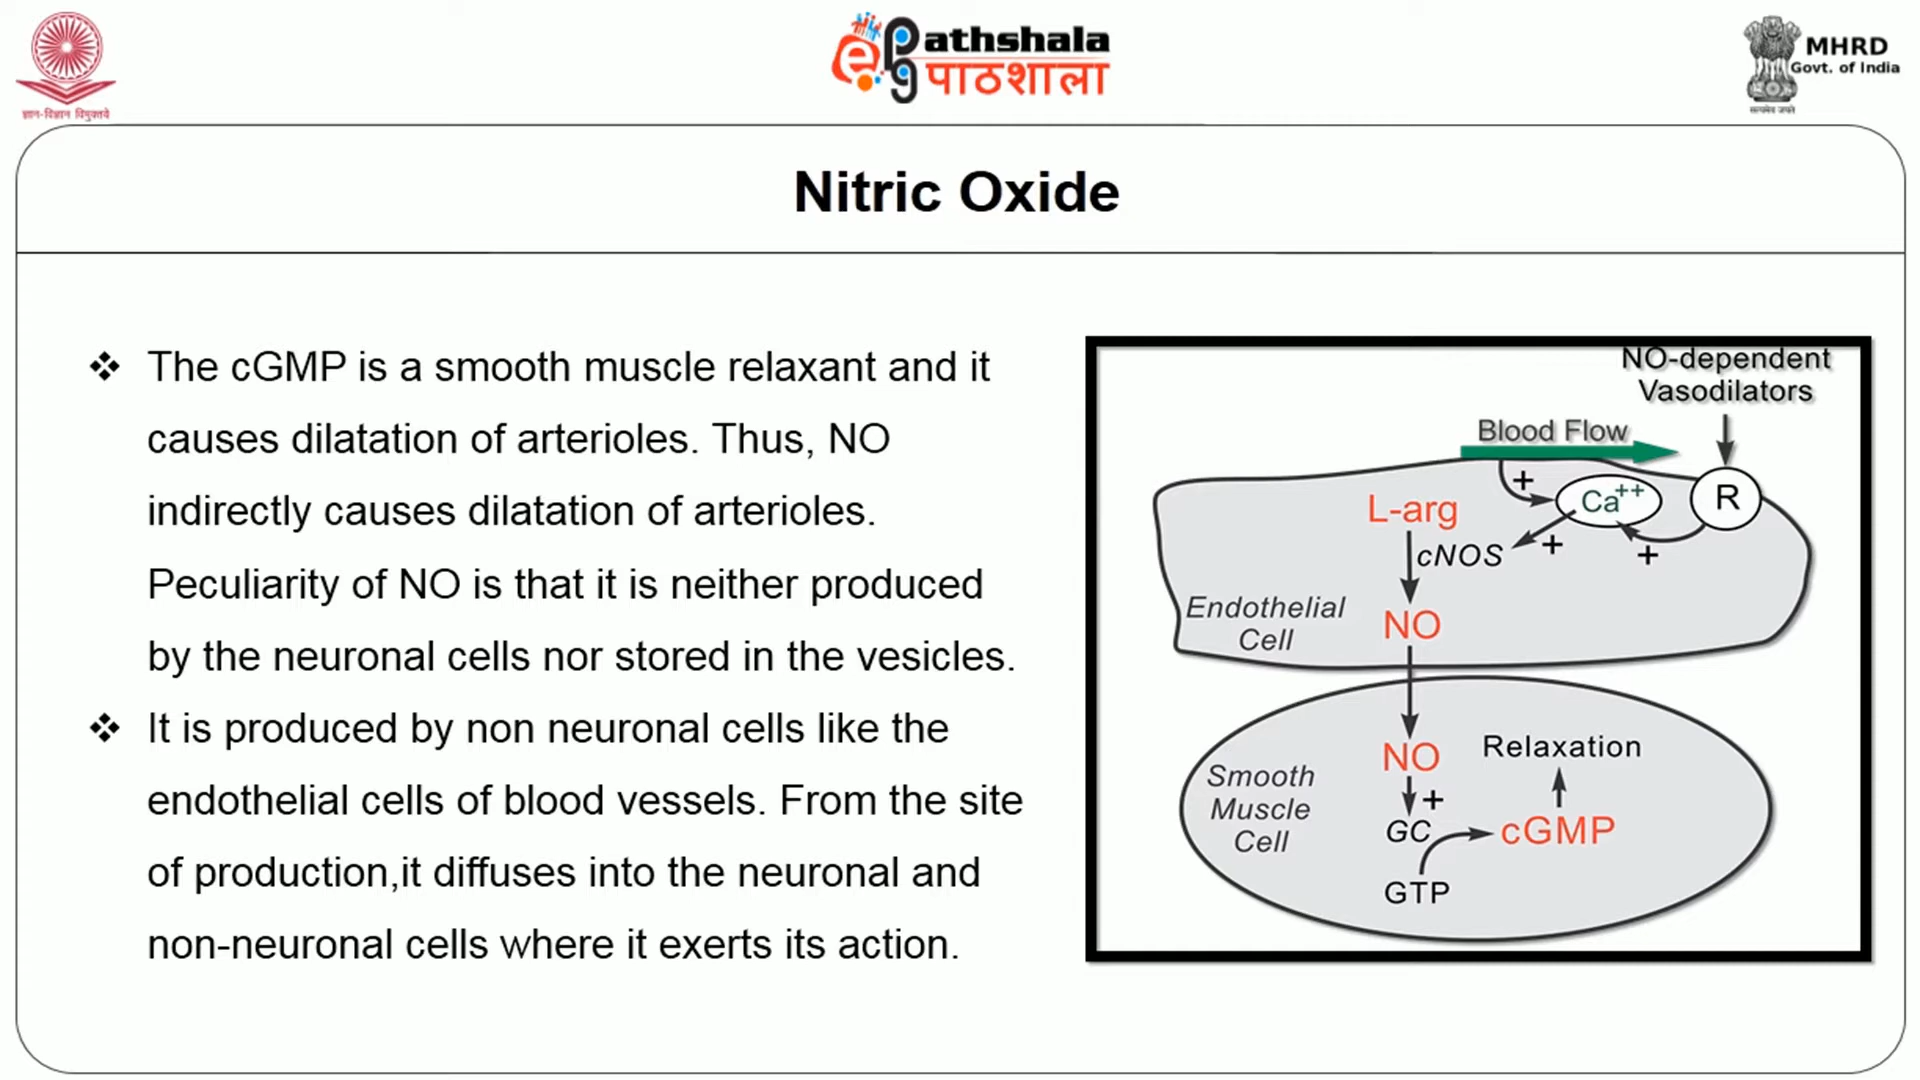 ज्ञान-विज्ञान विमुक्तये
e
pg
athshala
पाठशाला
MHRD
Govt. of India
सत्यमेव जयते
Nitric Oxide
❖ The cGMP is a smooth muscle relaxant and it
causes dilatation of arterioles. Thus, NO
indirectly causes dilatation of arterioles.
Peculiarity of NO is that it is neither produced
by the neuronal cells nor stored in the vesicles.
❖ It is produced by non neuronal cells like the
endothelial cells of blood vessels. From the site
of production,it diffuses into the neuronal and
non-neuronal cells where it exerts its action.
NO-dependent
Vasodilators
Blood Flow
+
Ca++
R
L-arg
cNOS
+
+
Endothelial
Cell
NO
NO
Relaxation
Smooth
Muscle
Cell
+
GC
cGMP
GTP